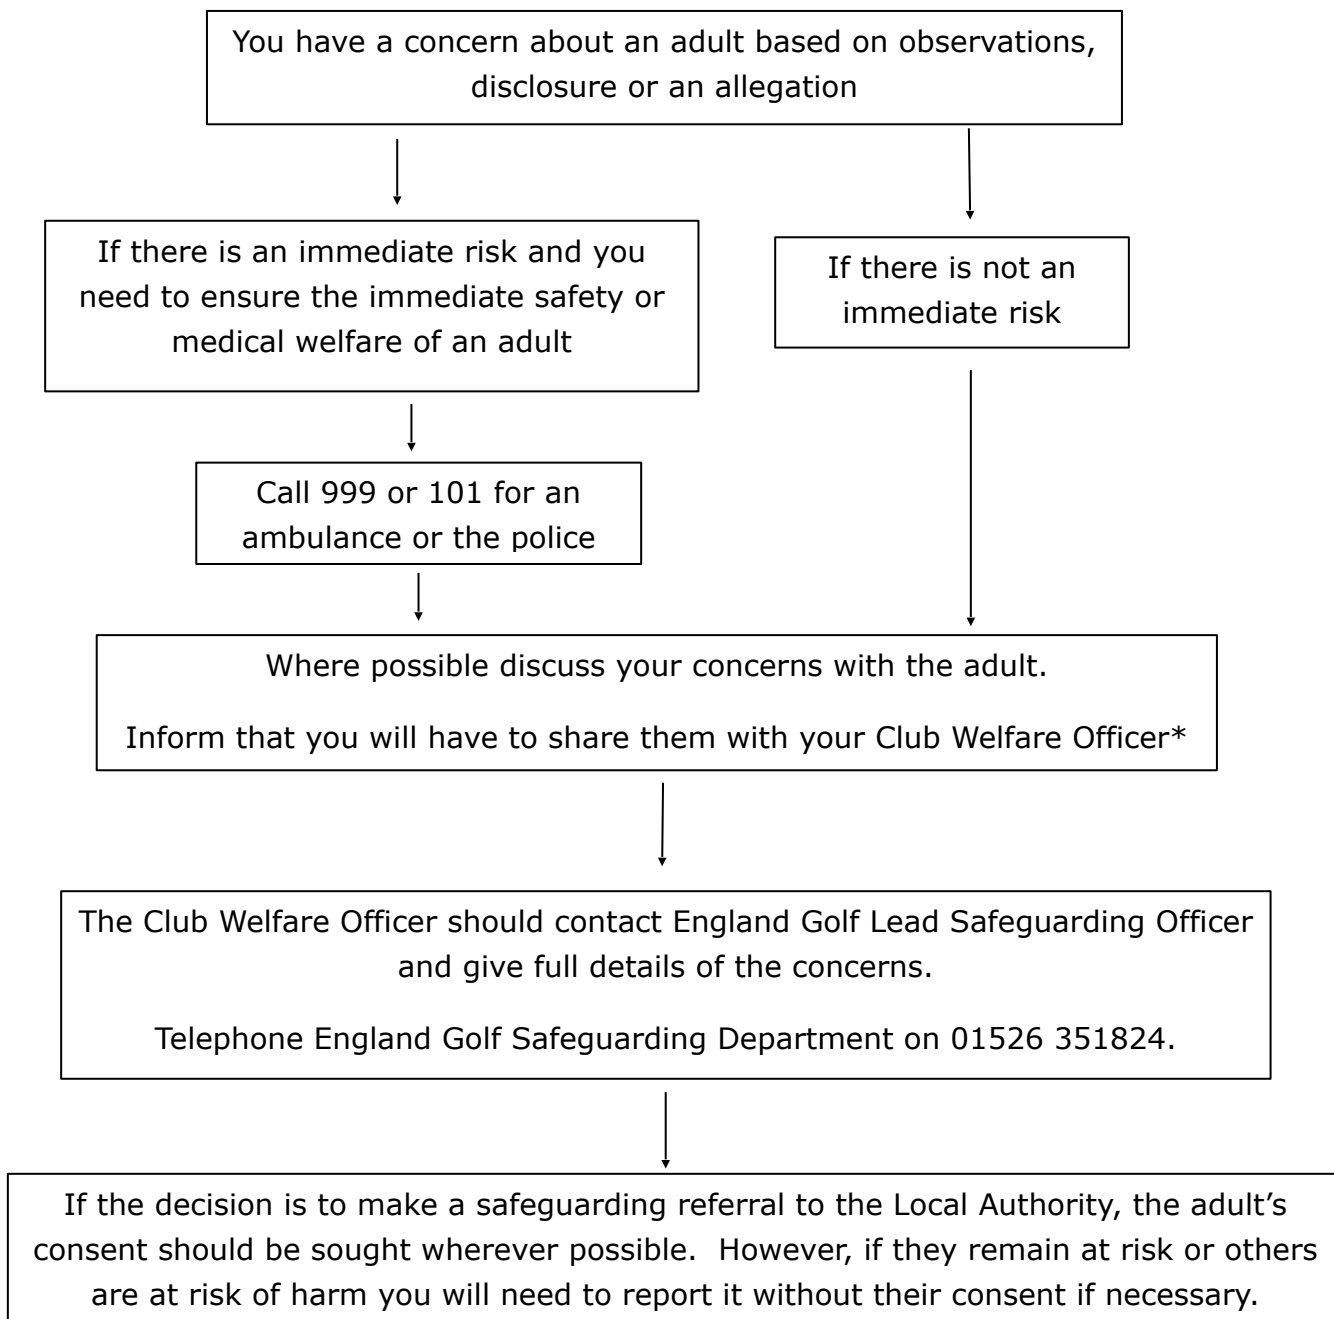 You have a concern about an adult based on observations,
disclosure or an allegation
If there is an immediate risk and you
need to ensure the immediate safety or
medical welfare of an adult
If there is not an
immediate risk
Call 999 or 101 for an
ambulance or the police
Where possible discuss your concerns with the adult.
Inform that you will have to share them with your Club Welfare Officer*
The Club Welfare Officer should contact England Golf Lead Safeguarding Officer
and give full details of the concerns.
Telephone England Golf Safeguarding Department on 01526 351824.
If the decision is to make a safeguarding referral to the Local Authority, the adult’s
consent should be sought wherever possible.  However, if they remain at risk or others
are at risk of harm you will need to report it without their consent if necessary.